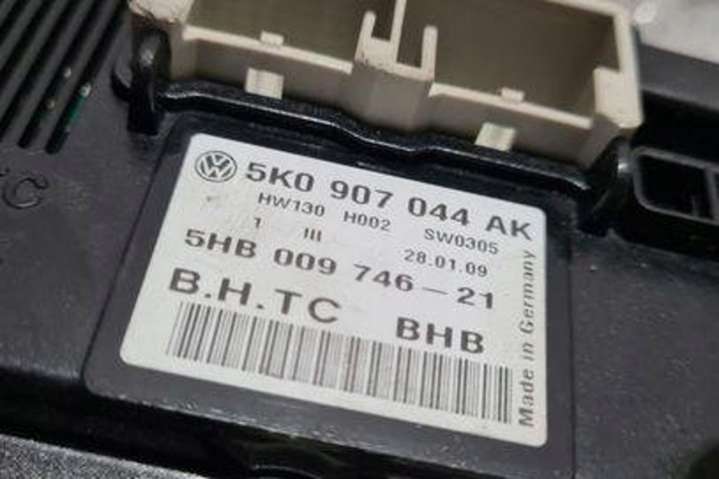 5K0 907 044 AK
HW130 H002 SW0305
1 III 28.01.09
5HB 009 746-21
B.H.TC BHB
Made in Germany